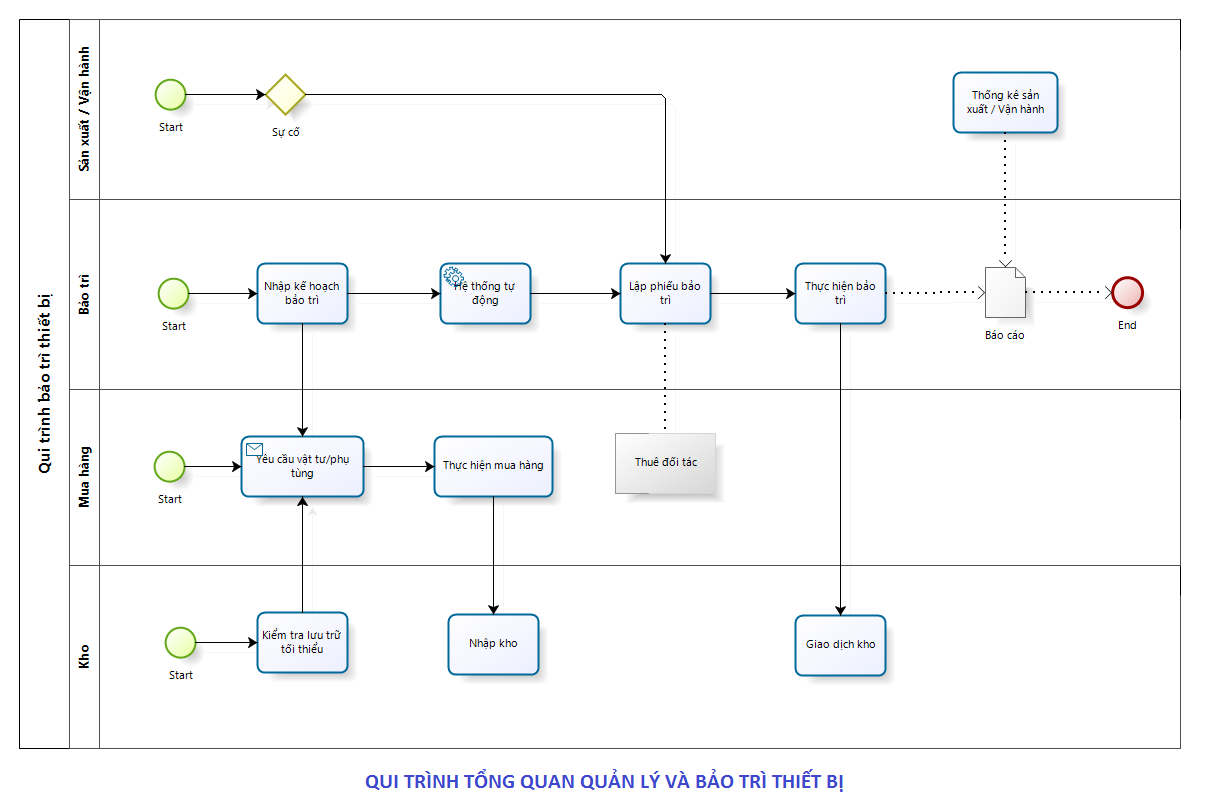 Qui trình bảo trì thiết bị
Sản xuất / Vận hành
Start
Sự cố
Thống kê sản
xuất / Vận hành
Bảo trì
Start
Nhập kế hoạch
bảo trì
Hệ thống tự
động
Lập phiếu bảo
trì
Thực hiện bảo
trì
Báo cáo
End
Mua hàng
Start
Yêu cầu vật tư/phụ
tùng
Thực hiện mua hàng
Thuê đối tác
Kho
Start
Kiểm tra lưu trữ
tối thiểu
Nhập kho
Giao dịch kho
QUI TRÌNH TỔNG QUAN QUẢN LÝ VÀ BẢO TRÌ THIẾT BỊ